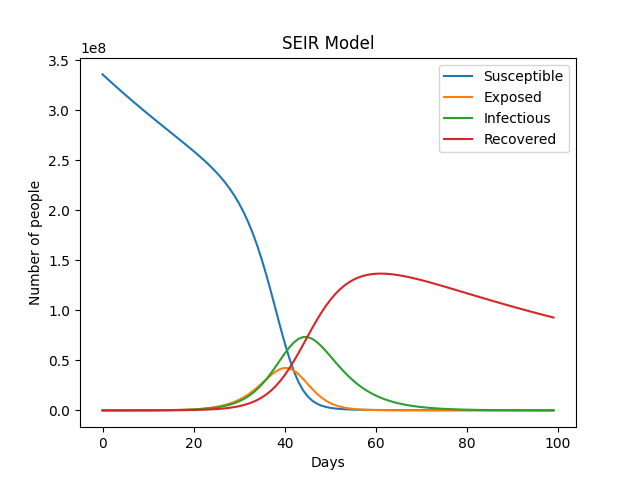 SEIR Model
1e8
3.5
3.0
2.5
2.0
1.5
1.0
0.5
0.0
Number of people
Susceptible
Exposed
Infectious
Recovered
0 20 40 60 80 100
Days